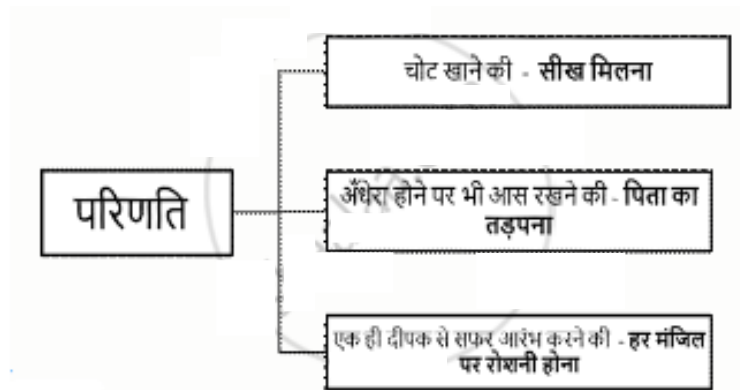 परिणति
चोट खाने की - सीख मिलना
अँधेरा होने पर भी आस रखने की - पिता का
तड़पना
एक ही दीपक से सफर आरंभ करने की - हर मंजिल
पर रोशनी होना